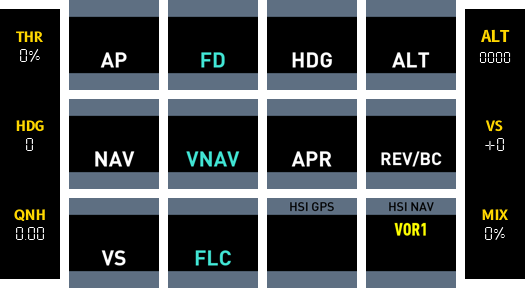 THR
0%
HDG
0
QNH
0.00
AP
FD
HDG
ALT
NAV
VNAV
APR
REV/BC
VS
FLC
HSI GPS
HSI NAV
VOR1
ALT
0000
VS
+0
MIX
0%